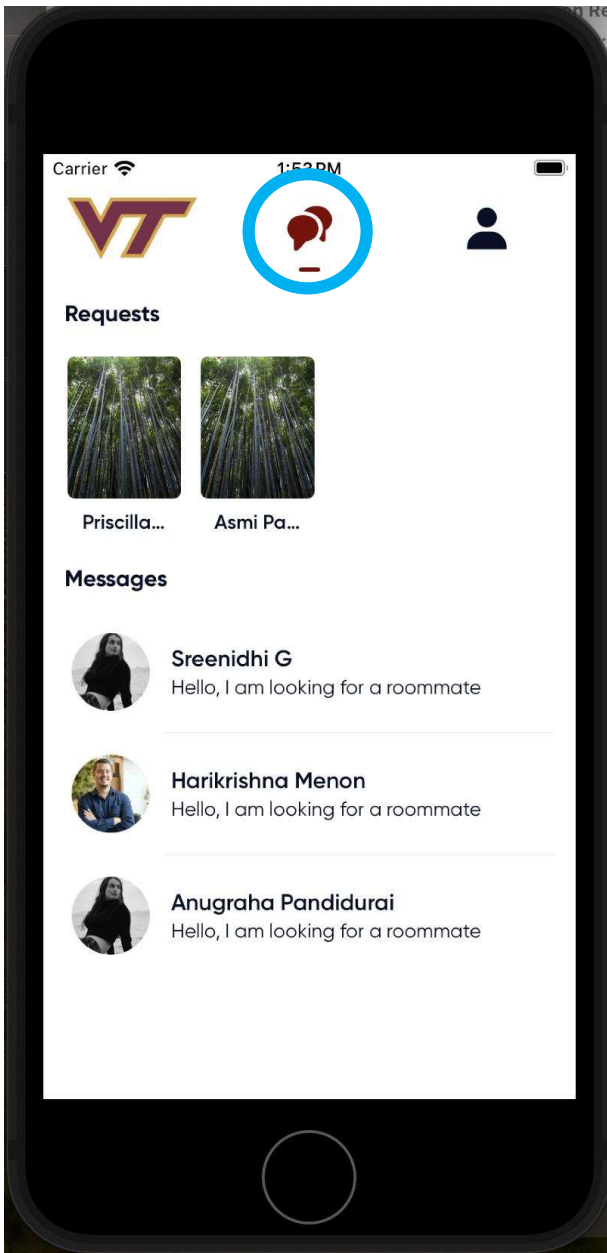 Carrier
1:53 PM
VT
Requests
Priscilla...
Asmi Pa...
Messages
Sreenidhi G
Hello, I am looking for a roommate
Harikrishna Menon
Hello, I am looking for a roommate
Anugraha Pandidurai
Hello, I am looking for a roommate